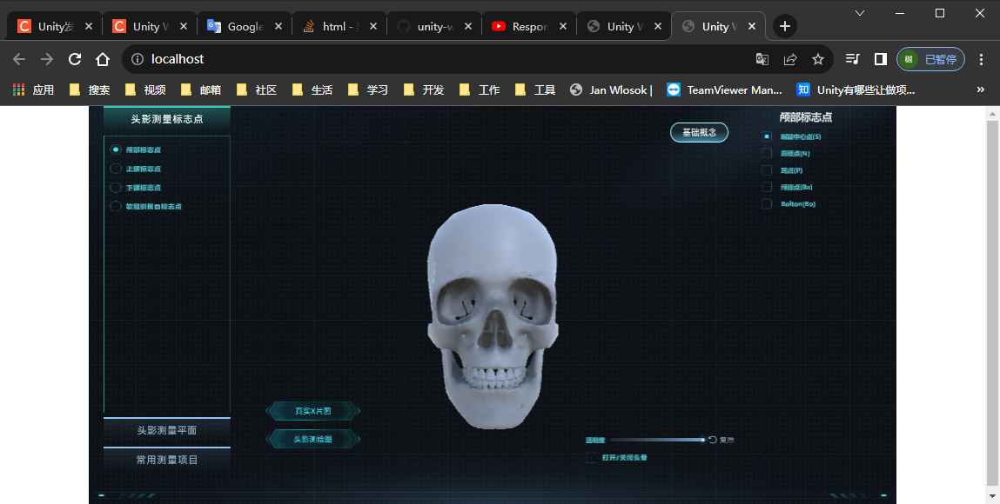 Unity发
Unity V
Google
html -
unity-w
Respon
Unity V
Unity V
localhost
已暂停
应用
搜索
视频
邮箱
社区
生活
学习
开发
工作
工具
Jan Wlosok |
TeamViewer Man...
知
Unity有哪些让做项...
»
头影测量标志点
颅部标志点
上颌标志点
下颌标志点
软组织侧面标志点
基础概念
颅部标志点
蝶鞍中心点(S)
鼻根点(N)
耳点(P)
颅底点(Ba)
Bolton(Bo)
真实X片图
头影测绘图
头影测量平面
常用测量项目
透明度
复原
打开/关闭头骨